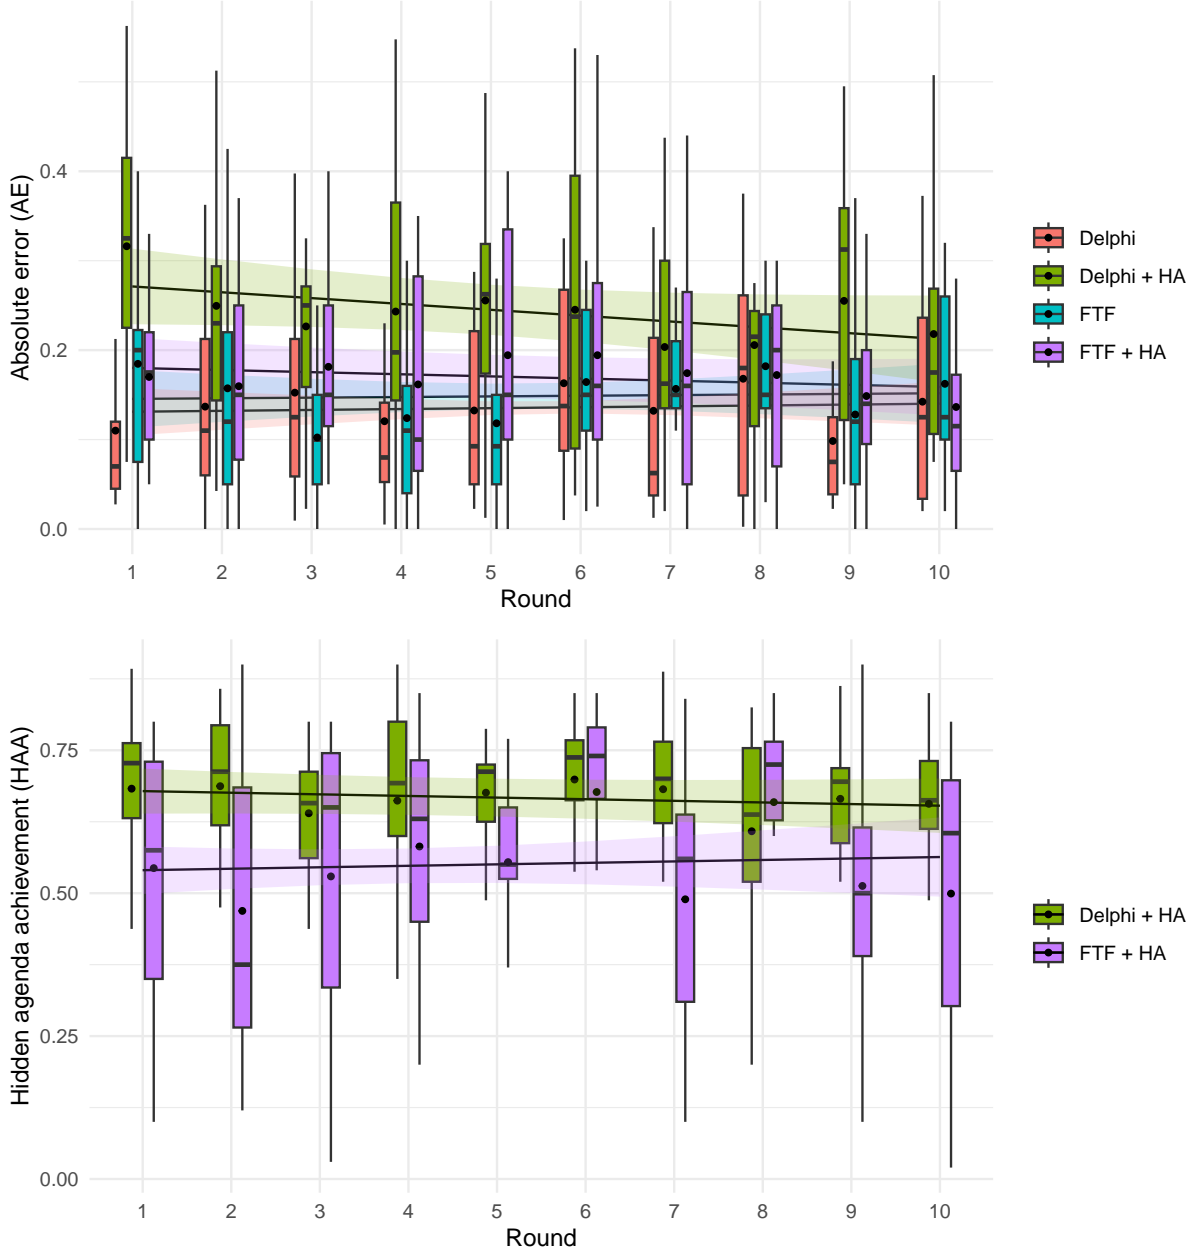 Absolute error (AE)
0.4
0.2
0.0
1 2 3 4 5 6 7 8 9 10
Round
Delphi
Delphi + HA
FTF
FTF + HA
Hidden agenda achievement (HAA)
0.75
0.50
0.25
0.00
1 2 3 4 5 6 7 8 9 10
Round
Delphi + HA
FTF + HA